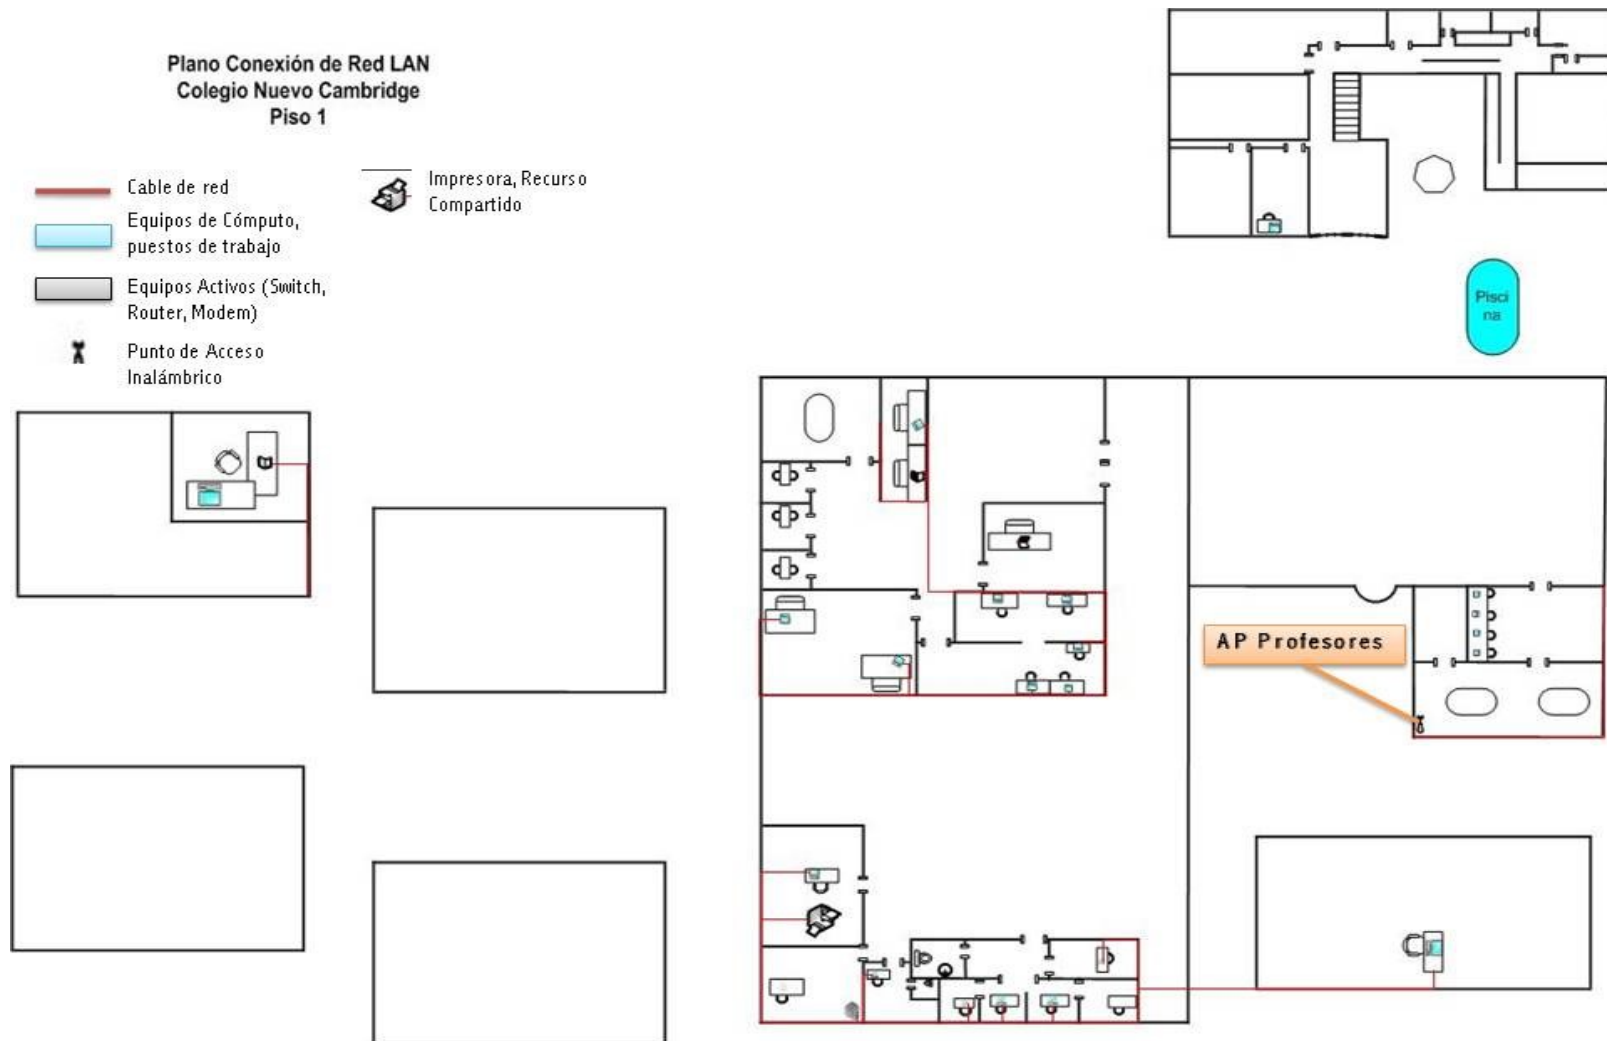 Plano Conexión de Red LAN
Colegio Nuevo Cambridge
Piso 1
Cable de red
Equipos de Cómputo,
puestos de trabajo
Equipos Activos (Switch,
Router, Modem)
Punto de Acceso
Inalámbrico
Impresora, Recurso
Compartido
Pisci
na
AP Profesores